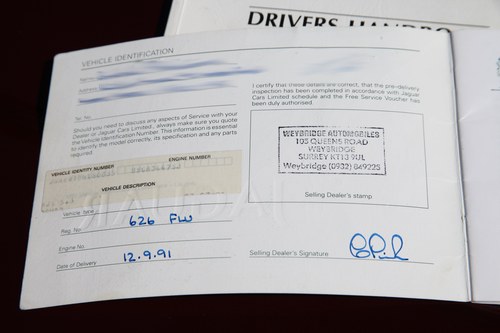 DRIVERS HANDBO
VEHICLE IDENTIFICATION
Name
Address
Tel. No.
Should you need to discuss any aspects of Service with your
Dealer or Jaguar Cars Limited, always make sure you quote
the Vehicle Identity Number. This information is essential
to identify the model correctly, its specification and any parts
required.
VEHICLE IDENTITY NUMBER ENGINE NUMBER
VEHICLE DESCRIPTION
Vehicle
Reg. No. 626 FLW
Engine No.
Date of Delivery 12.9.91
I certify that these details are correct, that the pre-delivery
inspection has been completed in accordance with Jaguar
Cars Limited schedule and the Free Service Voucher has
been duly authorised.
WEYBRIDGE AUTOMOBILES
105 QUEENS ROAD
WEYBRIDGE
SURREY KT13 9UL
Weybridge (0932) 849225
Selling Dealer's stamp
Selling Dealer's Signature
JAGUAR